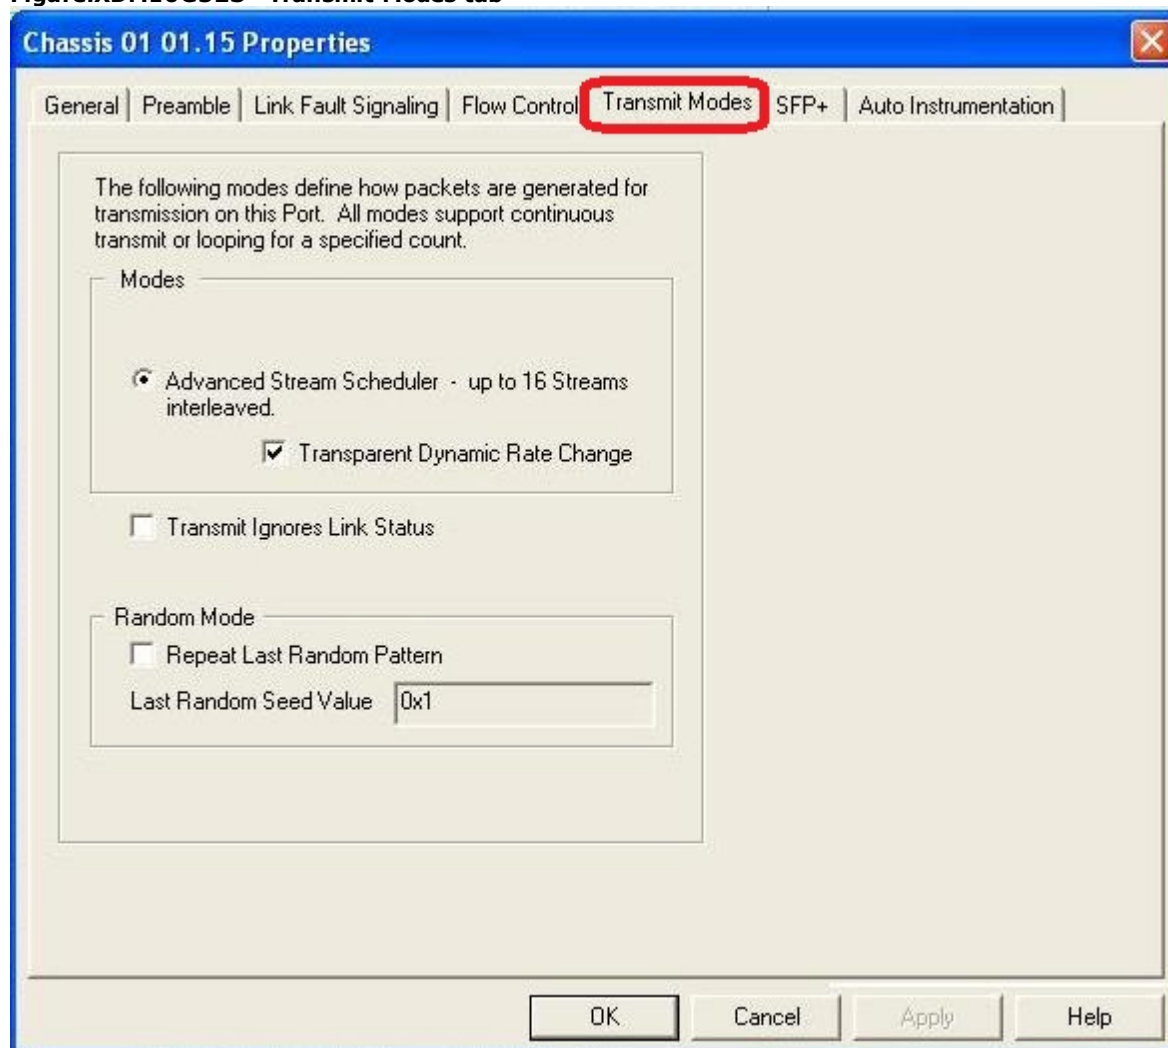 Chassis 01 01.15 Properties
General Preamble Link Fault Signaling Flow Control Transmit Modes SFP+ Auto Instrumentation
The following modes define how packets are generated for
transmission on this Port. All modes support continuous
transmit or looping for a specified count.
Modes
Advanced Stream Scheduler - up to 16 Streams
interleaved.
Transparent Dynamic Rate Change
Transmit Ignores Link Status
Random Mode
Repeat Last Random Pattern
Last Random Seed Value 0x1
OK Cancel Apply Help